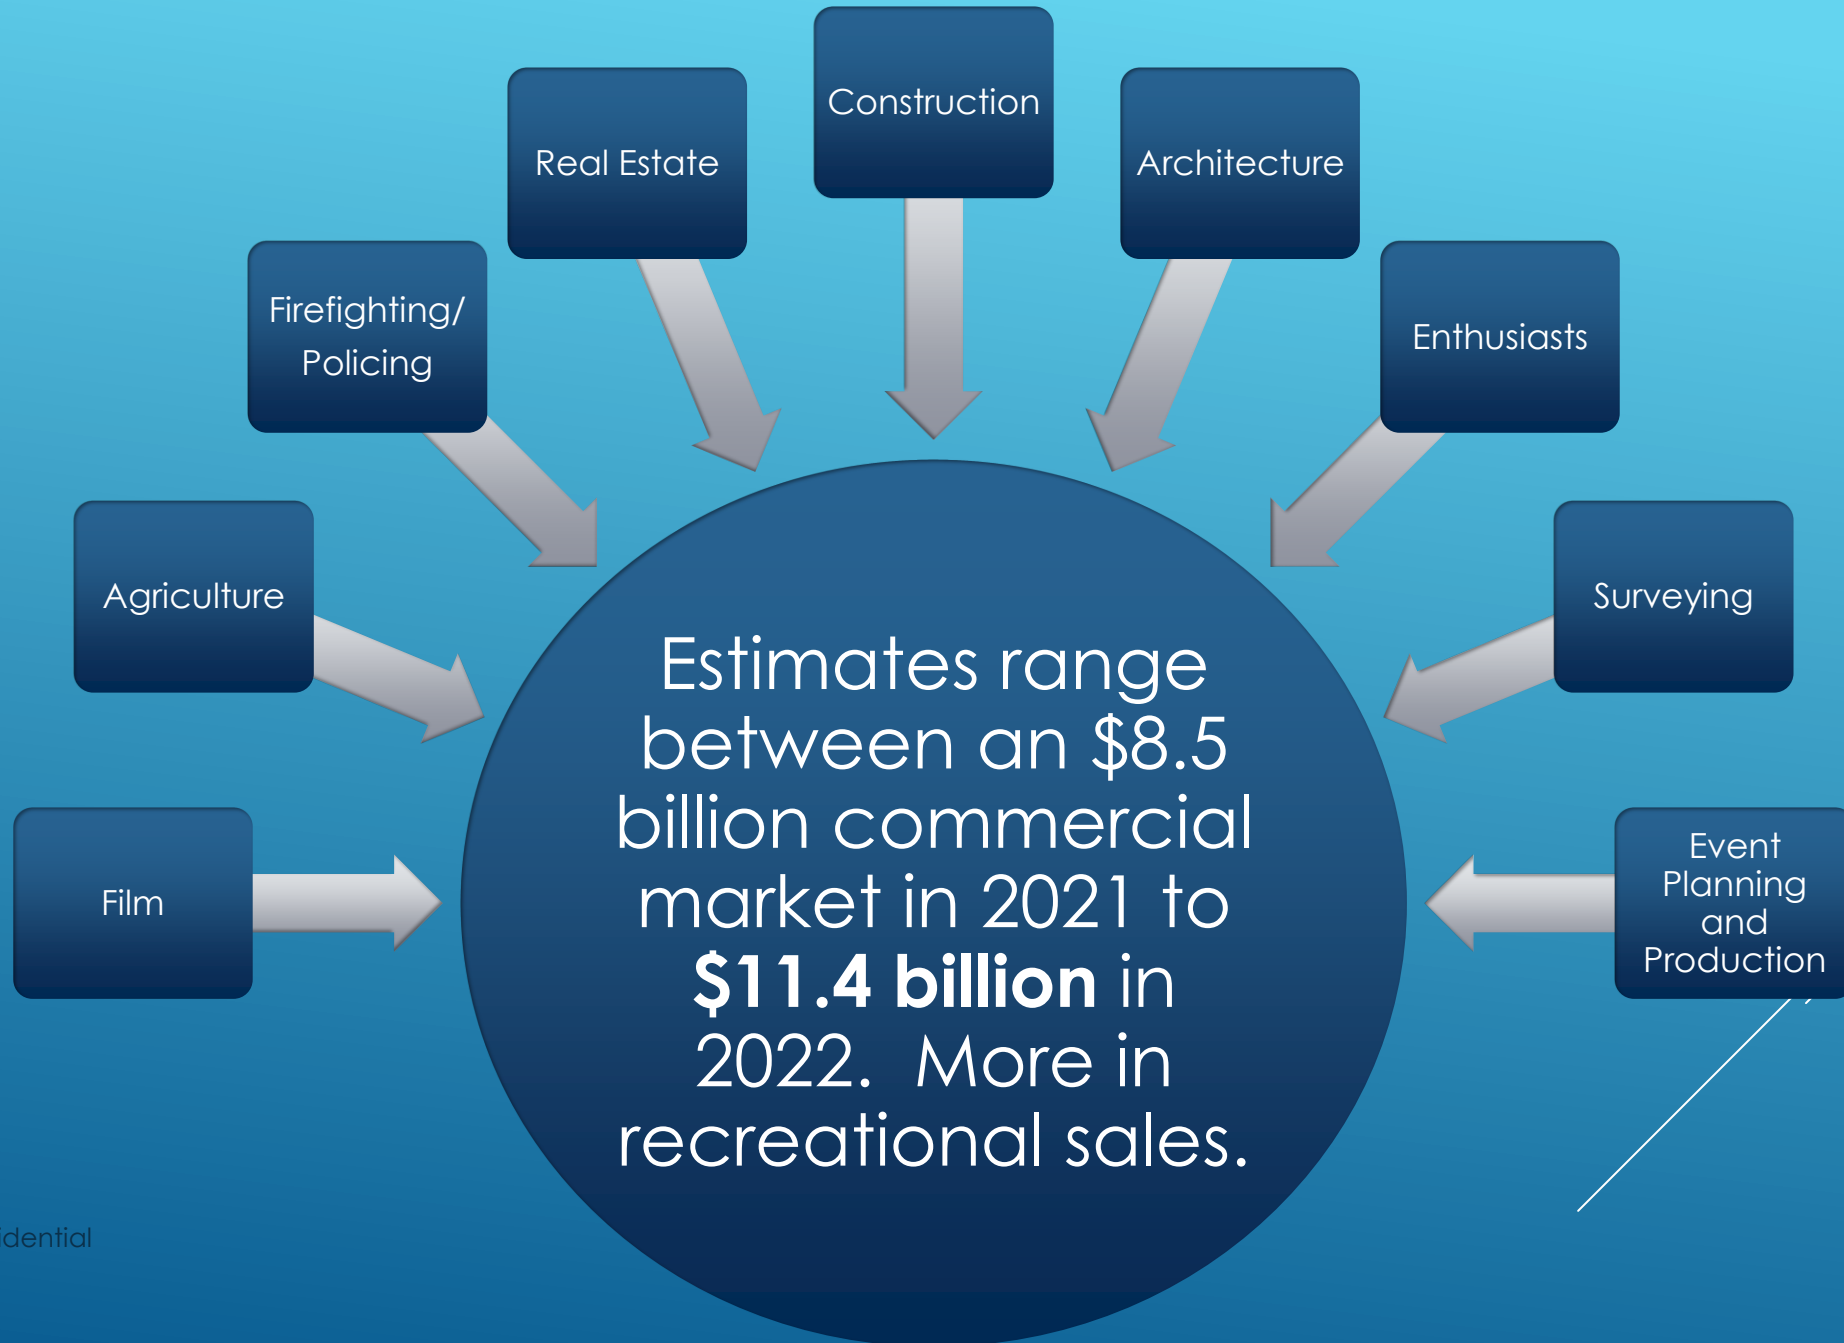 Construction
Real Estate
Architecture
Firefighting/
Policing
Enthusiasts
Agriculture
Surveying
Film
Event
Planning
and
Production
Estimates range
between an $8.5
billion commercial
market in 2021 to
$11.4 billion in
2022.  More in
recreational sales.
idential